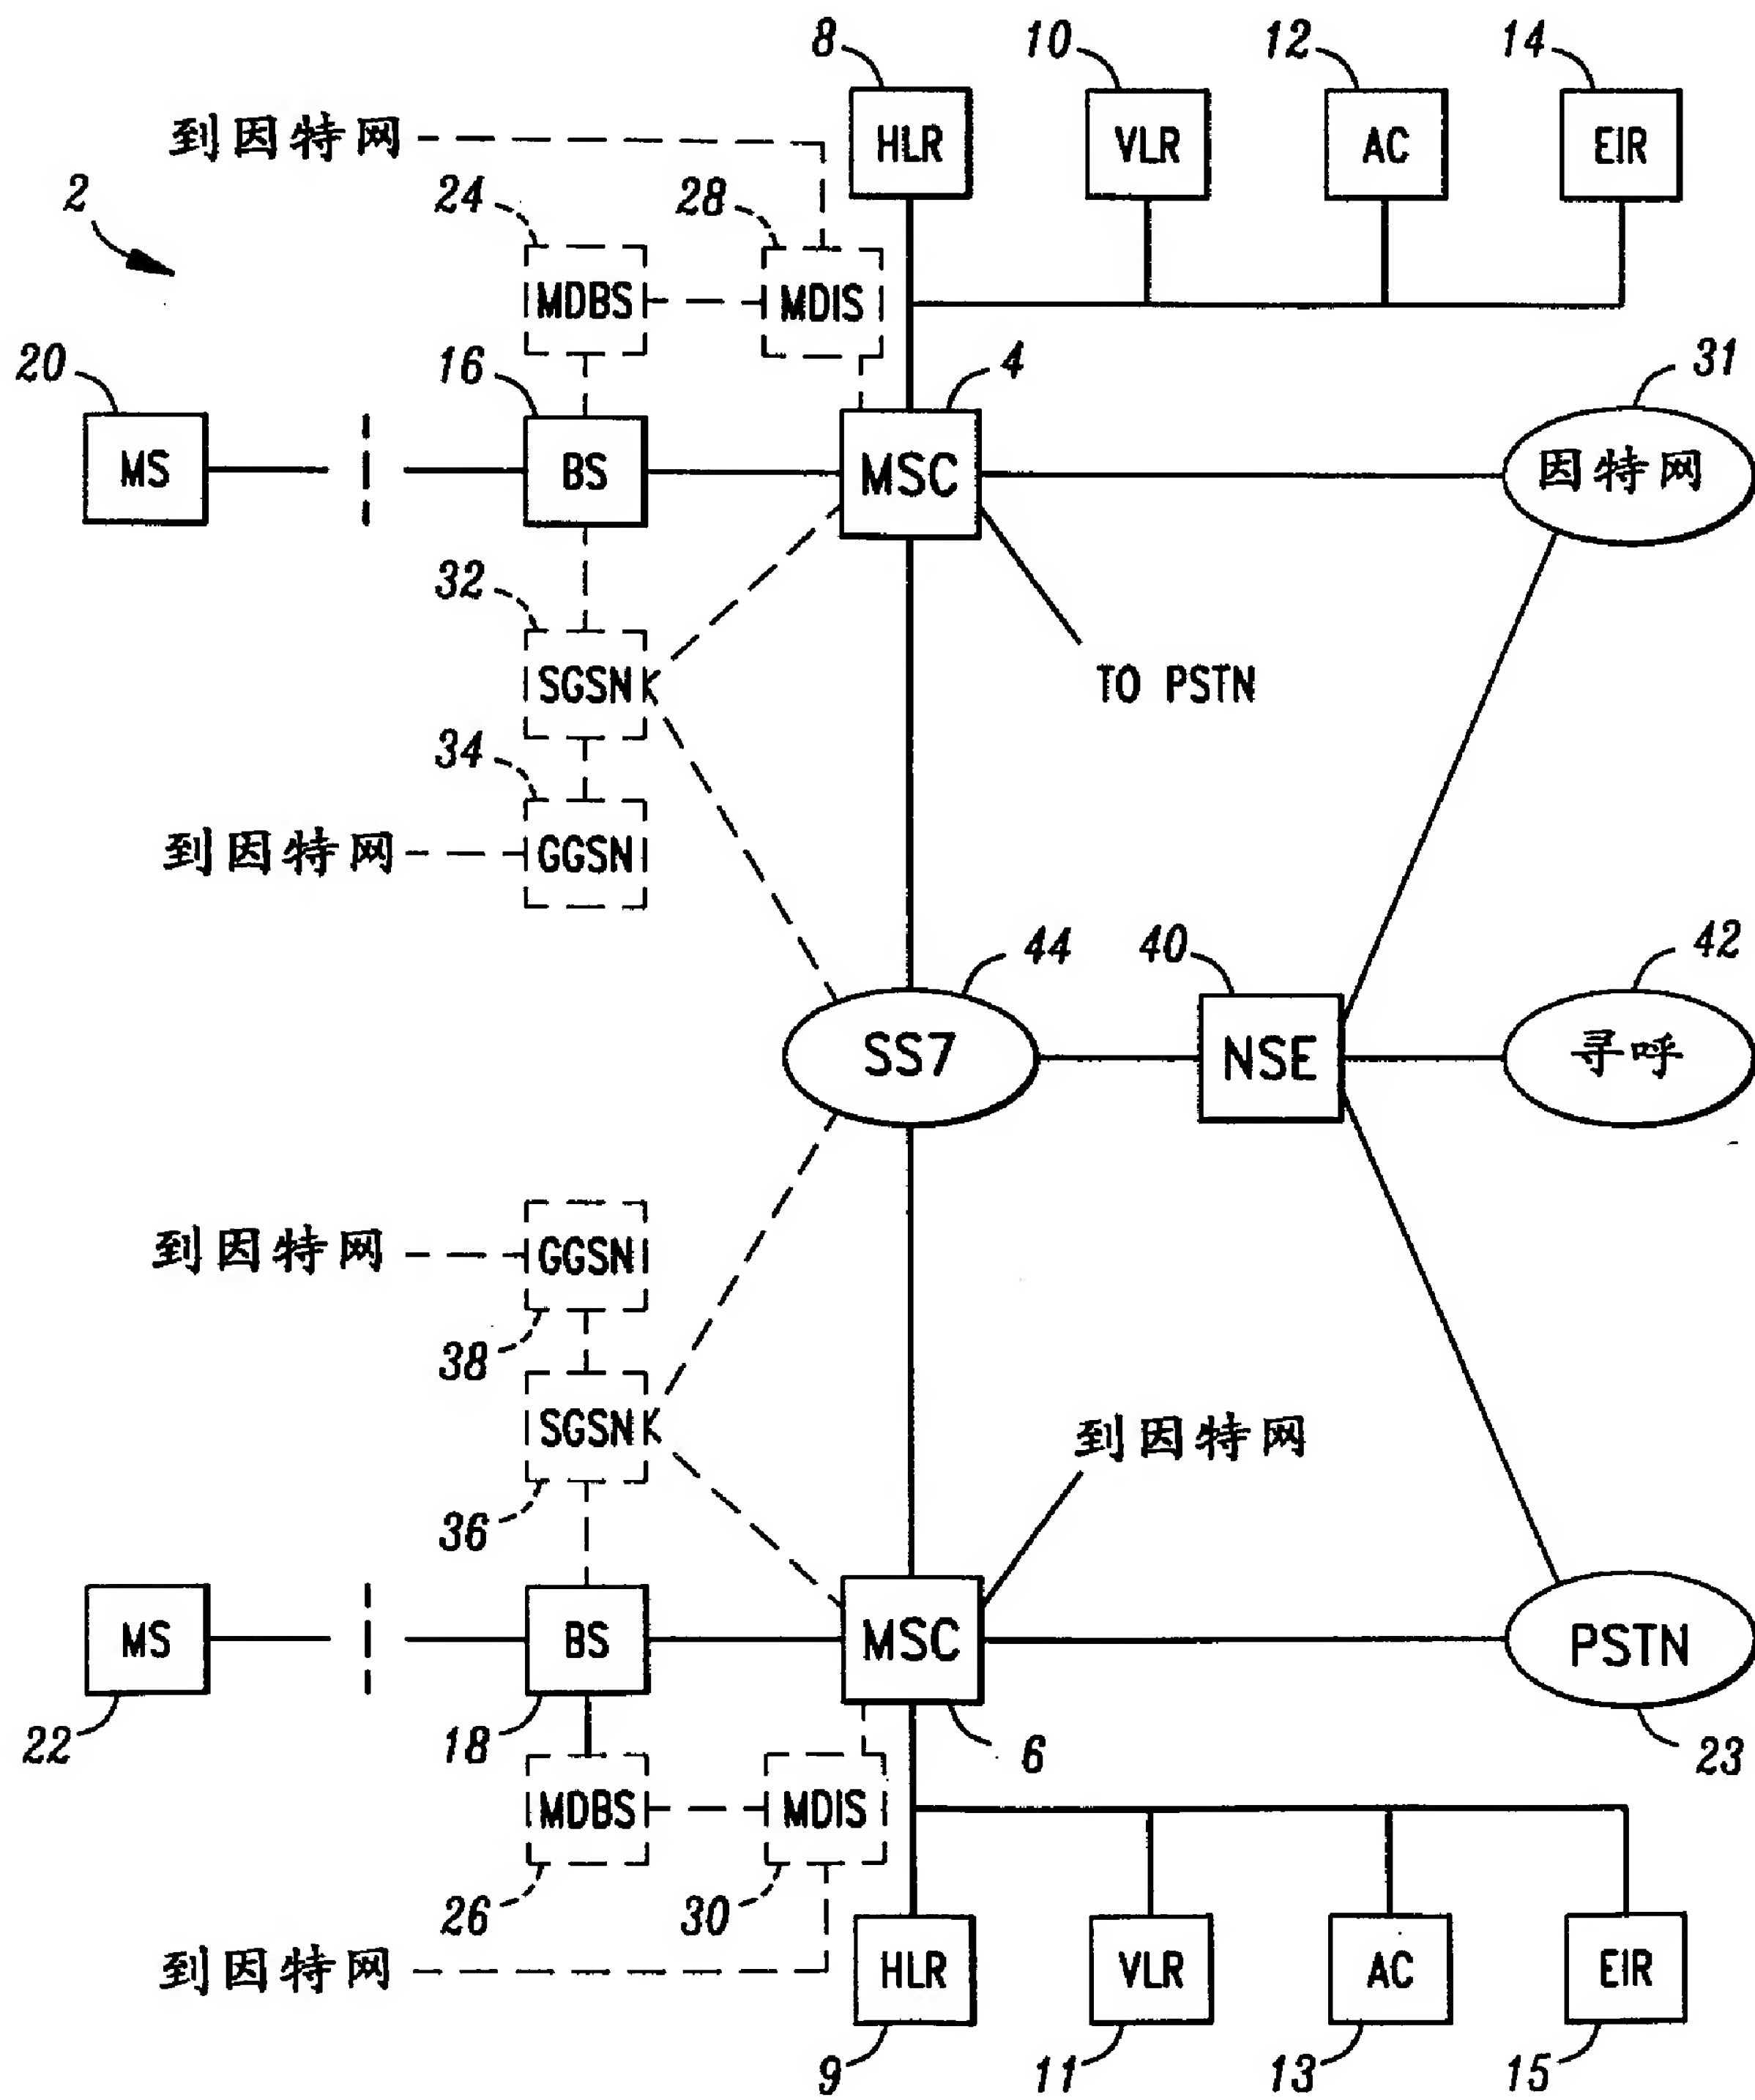 8
10
12
14
到因特网
HLR
VLR
AC
EIR
2
24
28
MDBS
MDIS
20
16
4
31
MS
BS
MSC
因特网
32
SGSN
TO PSTN
34
到因特网
GGSN
44
40
42
SS7
NSE
寻呼
到因特网
GGSN
38
SGSN
到因特网
36
MS
BS
MSC
PSTN
22
18
6
23
MDBS
MDIS
26
30
到因特网
HLR
VLR
AC
EIR
9
11
13
15